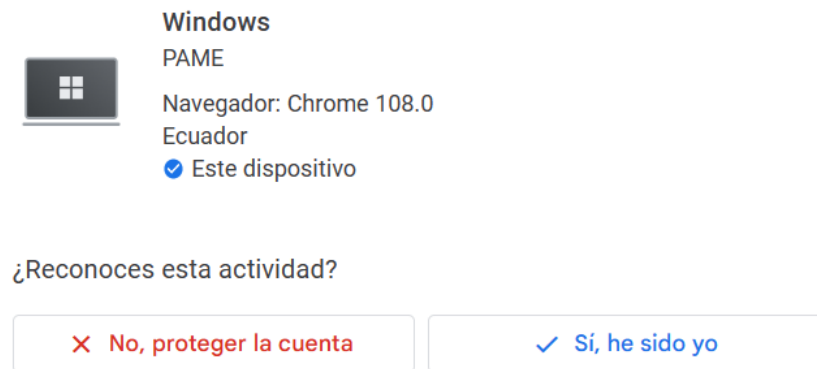 Windows
PAME
Navegador: Chrome 108.0
Ecuador
Este dispositivo
¿Reconoces esta actividad?
No, proteger la cuenta
Sí, he sido yo